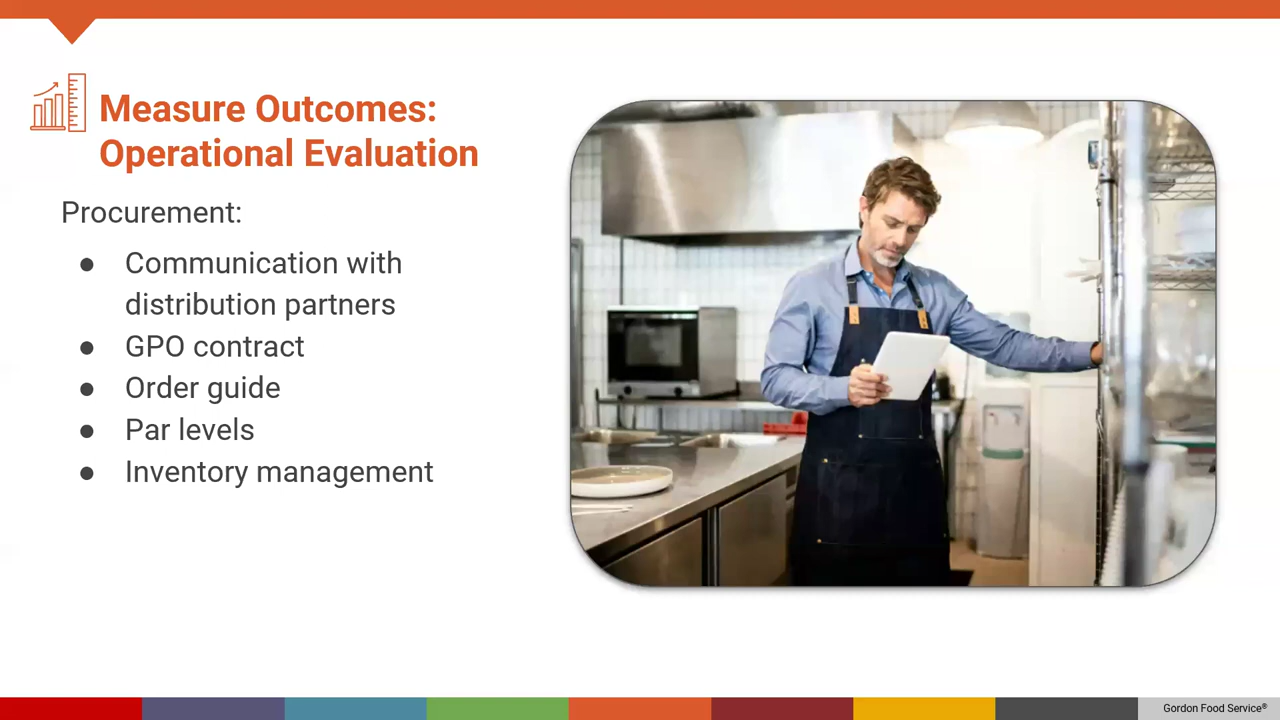 Measure Outcomes:
Operational Evaluation
Procurement:
● Communication with
distribution partners
● GPO contract
● Order guide
● Par levels
● Inventory management
Gordon Food Service®